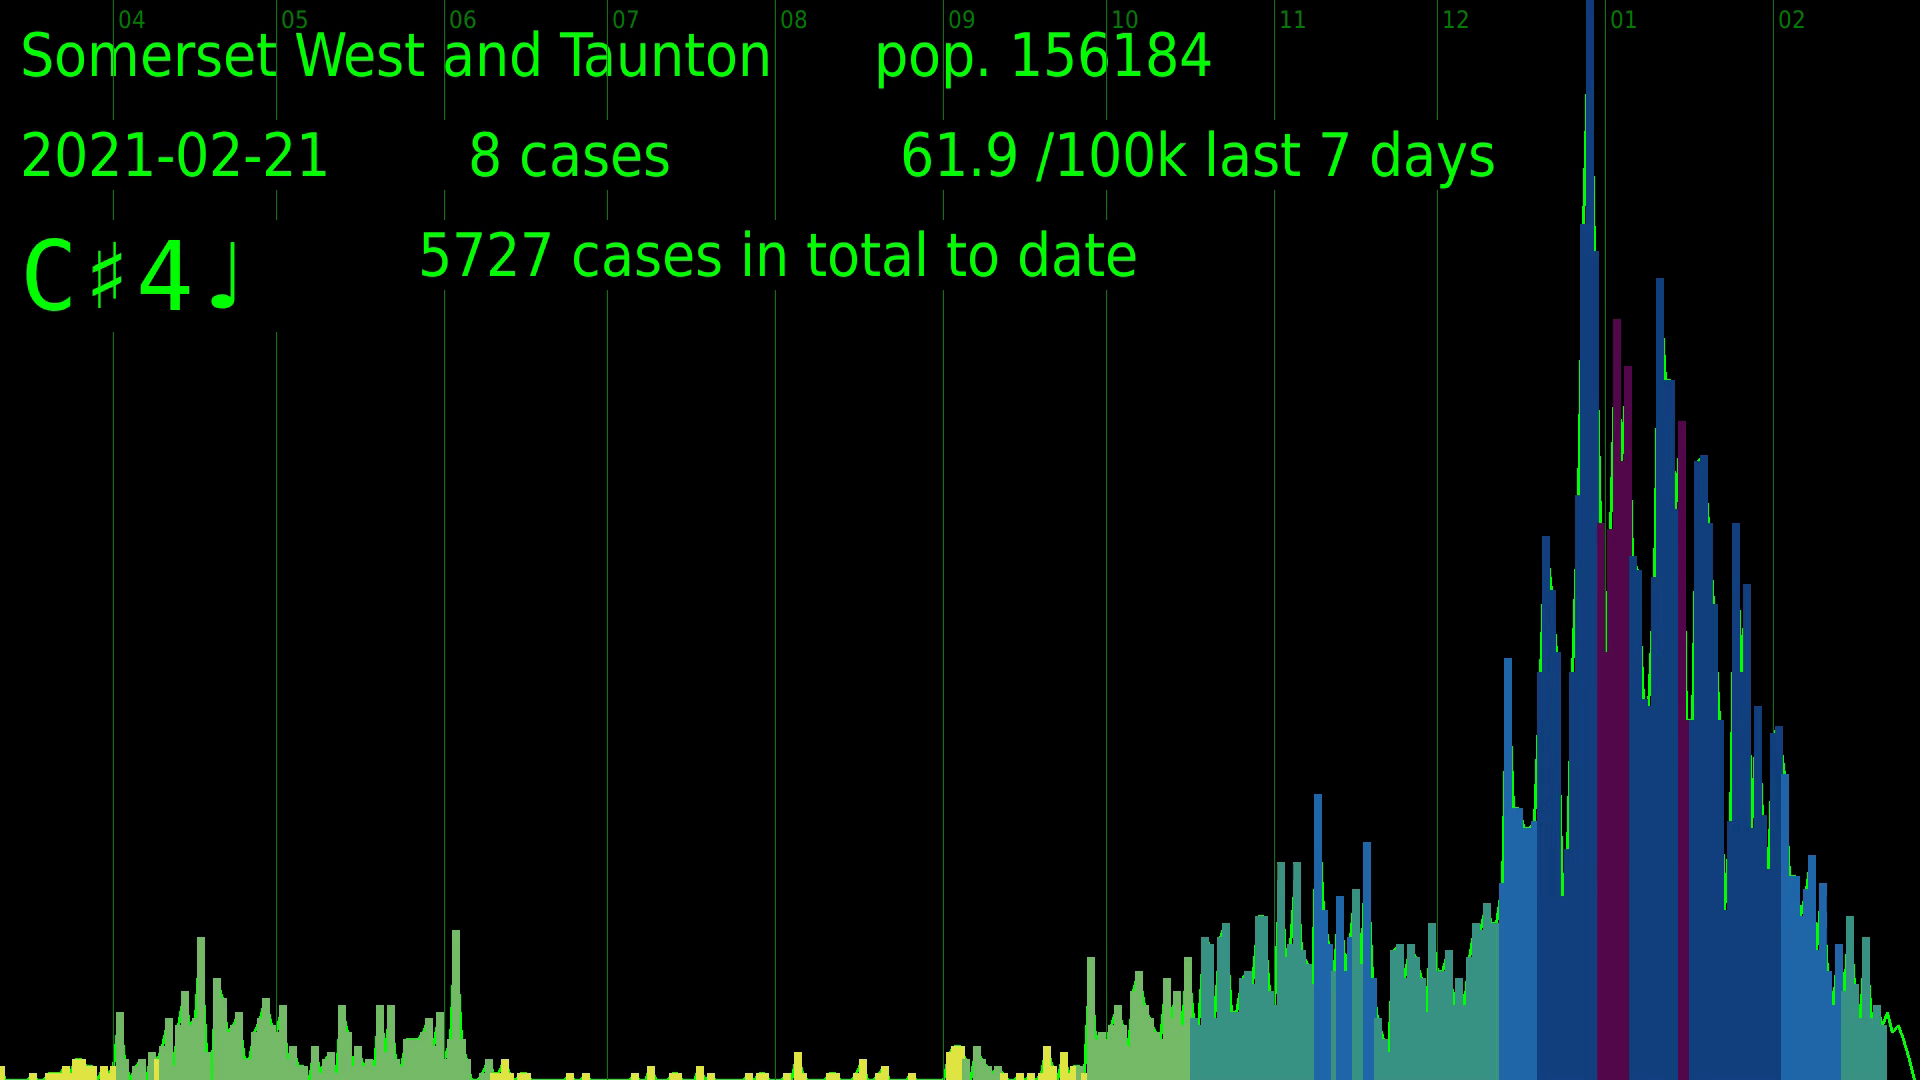 04 05 06 07 08 09 10 11 12 01 02
Somerset West and Taunton pop. 156184
2021-02-21 8 cases 61.9 /100k last 7 days
C♯4♩ 5727 cases in total to date